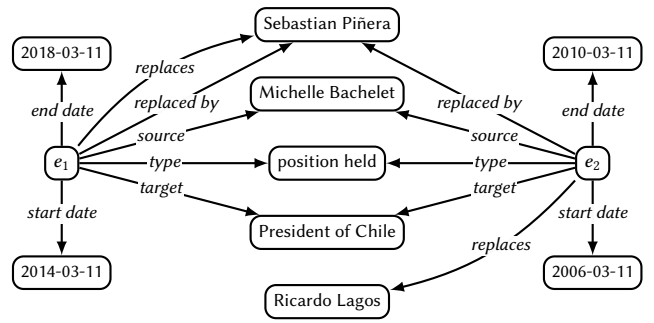 Sebastian Piñera
2018-03-11
2010-03-11
replaces
end date
replaced by
Michelle Bachelet
replaced by
end date
source
source
e1
type
position held
type
e2
target
target
start date
President of Chile
start date
replaces
2014-03-11
2006-03-11
Ricardo Lagos